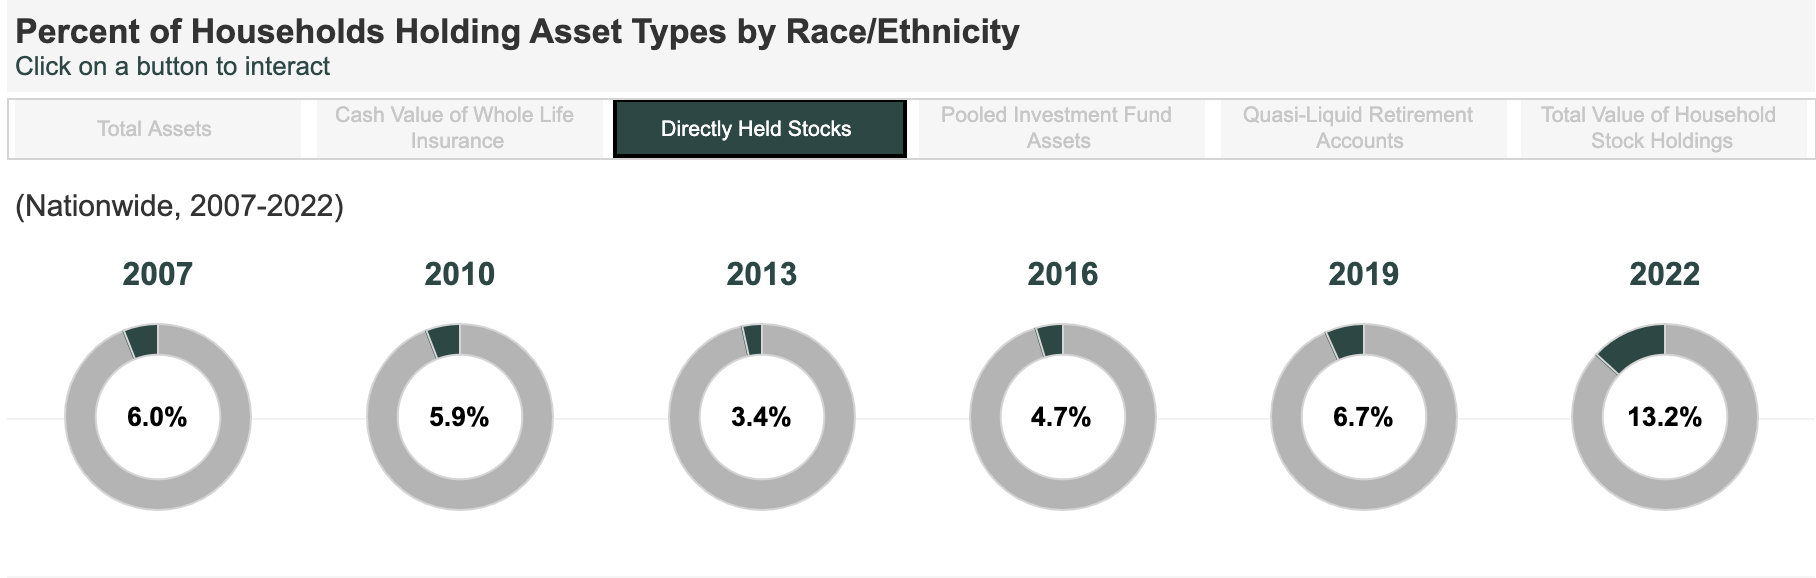 Percent of Households Holding Asset Types by Race/Ethnicity
Click on a button to interact
Total Assets
Cash Value of Whole Life
Insurance
Directly Held Stocks
Pooled Investment Fund
Assets
Quasi-Liquid Retirement
Accounts
Total Value of Household
Stock Holdings
(Nationwide, 2007-2022)
2007
2010
2013
2016
2019
2022
6.0%
5.9%
3.4%
4.7%
6.7%
13.2%